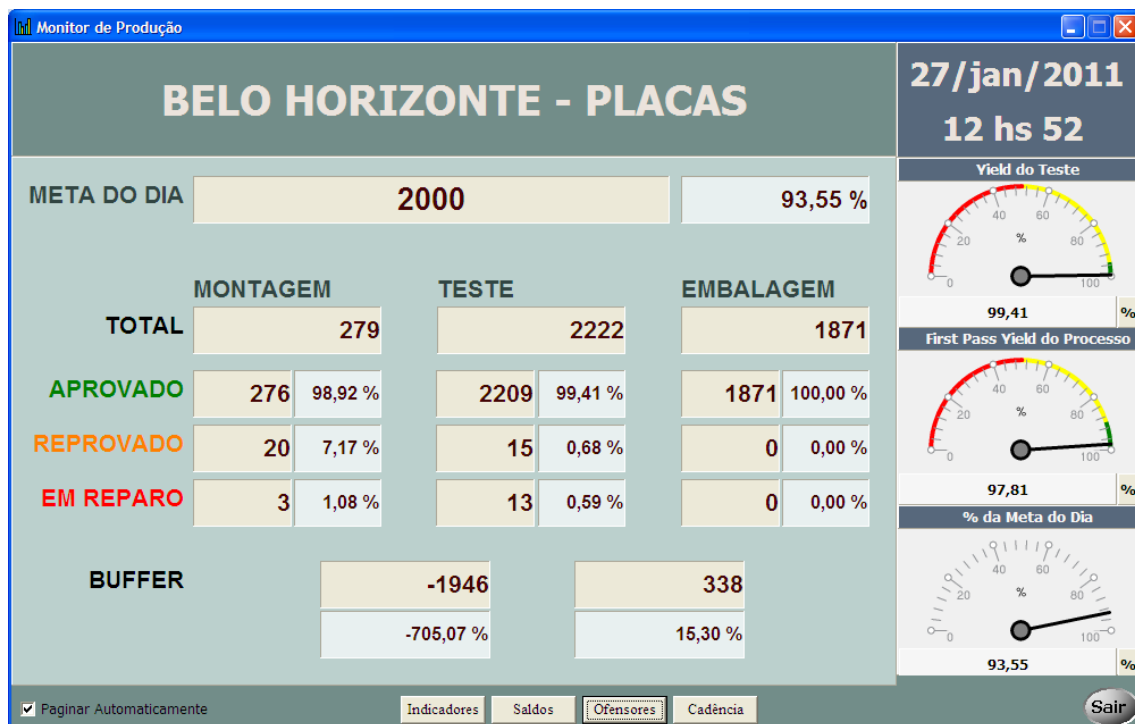 Monitor de Produção
BELO HORIZONTE - PLACAS
27/jan/2011
12 hs 52
META DO DIA 2000 93,55 %
MONTAGEM TESTE EMBALAGEM
TOTAL 279 2222 1871
APROVADO 276 98,92 % 2209 99,41 % 1871 100,00 %
REPROVADO 20 7,17 % 15 0,68 % 0 0,00 %
EM REPARO 3 1,08 % 13 0,59 % 0 0,00 %
BUFFER -1946 338
-705,07 % 15,30 %
Yield do Teste
40 60
%
20 80
0 100
99,41 %
First Pass Yield do Processo
40 60
%
20 80
0 100
97,81 %
% da Meta do Dia
40 60
%
20 80
0 100
93,55 %
Paginar Automaticamente Indicadores Saldos Ofensores Cadência Sair